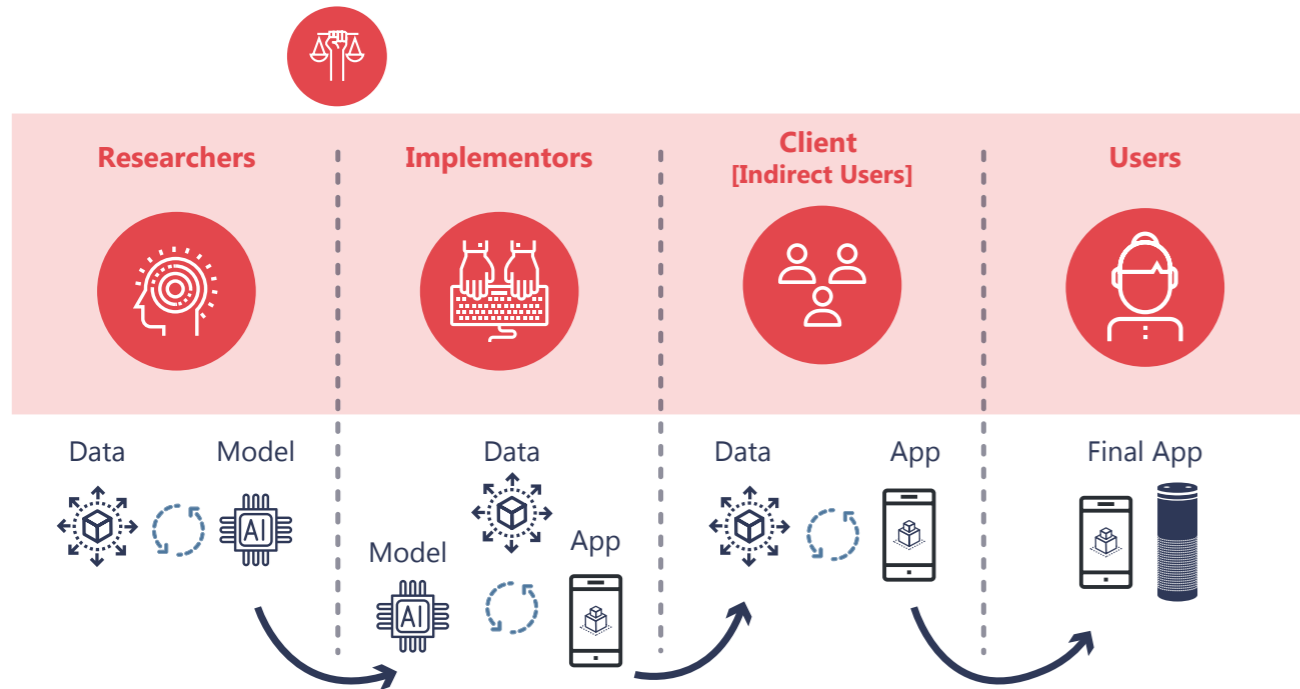 Researchers
Implementors
Client
[Indirect Users]
Users
Data
Model
AI
Data
Model
App
AI
Data
App
Final App